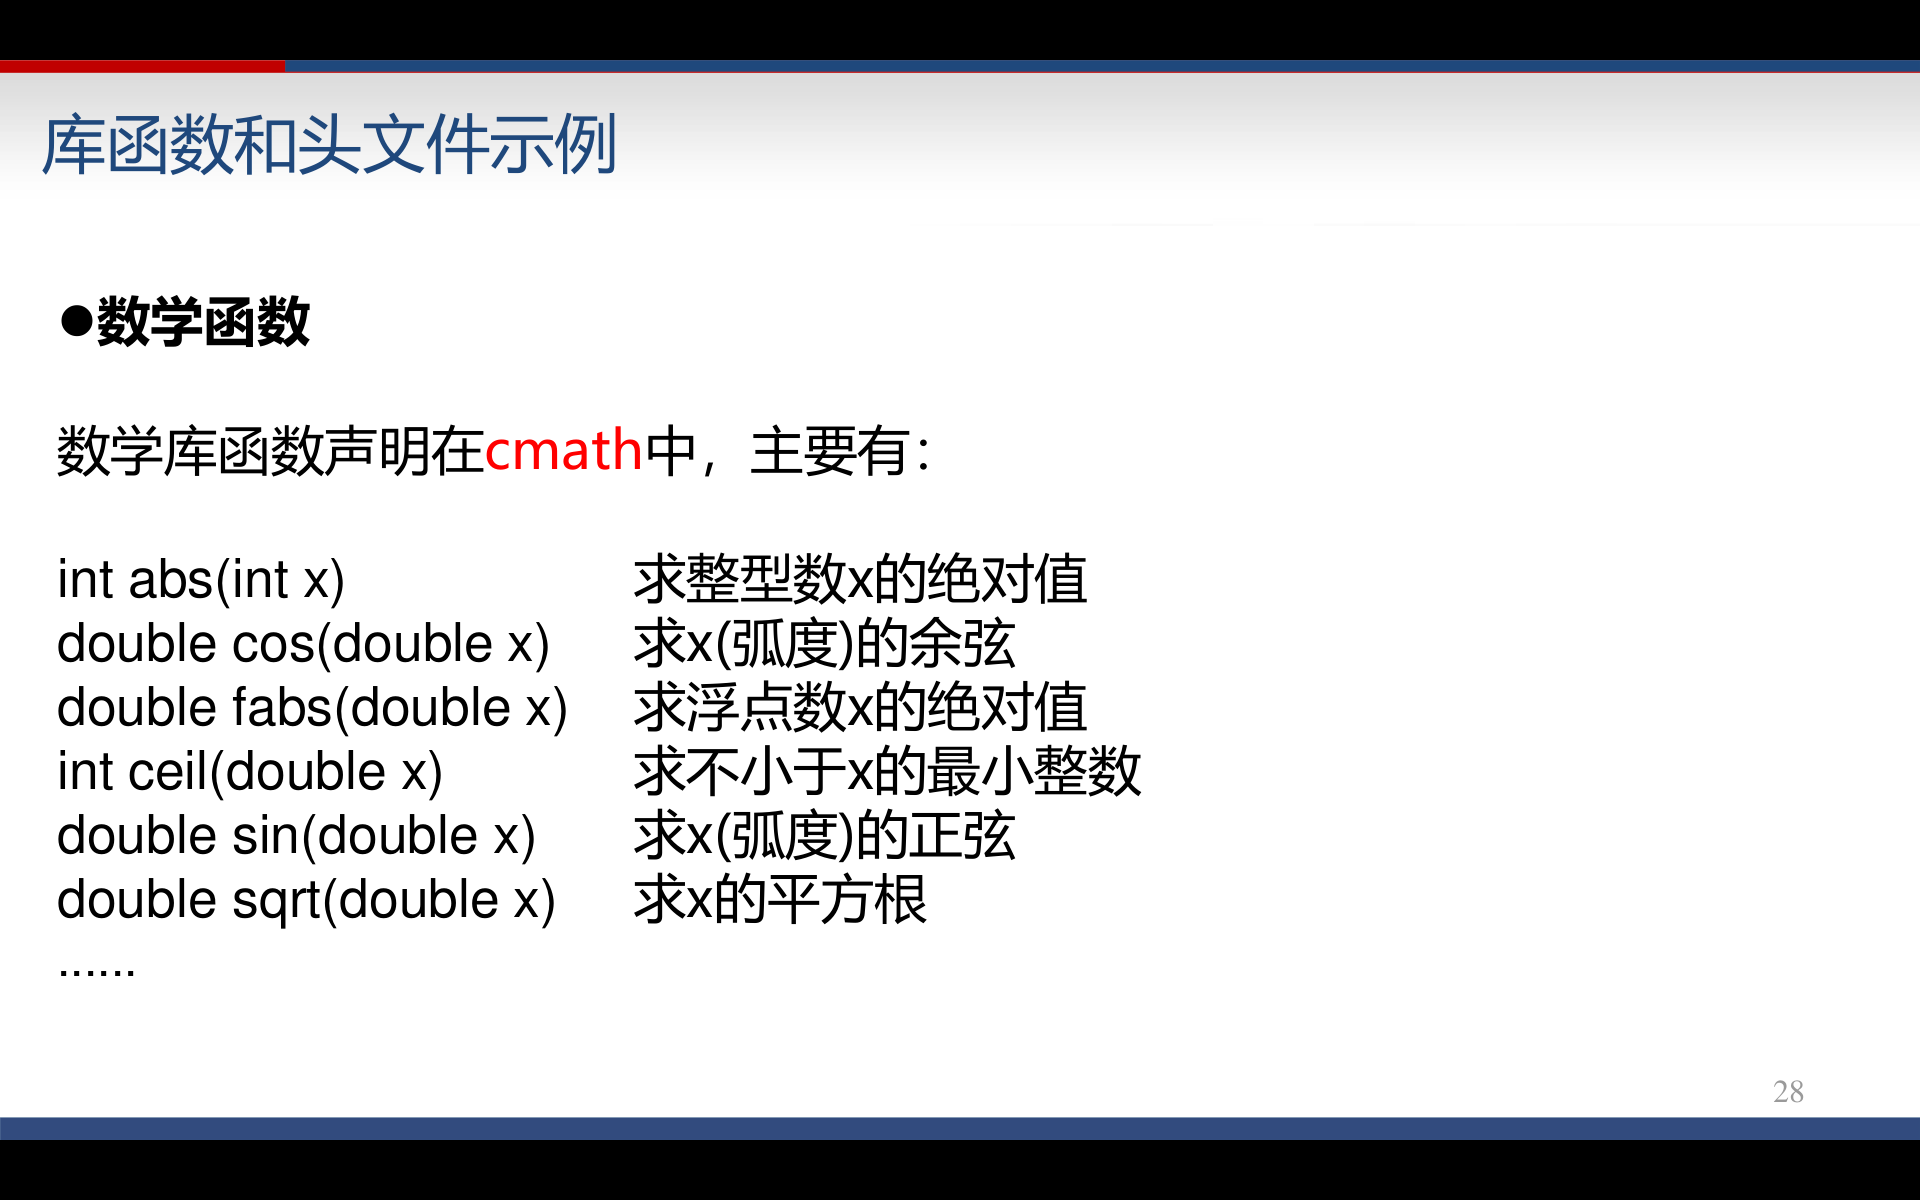 库函数和头文件示例
●数学函数
数学库函数声明在cmath中，主要有：
int abs(int x) 求整型数x的绝对值
double cos(double x) 求x(弧度)的余弦
double fabs(double x) 求浮点数x的绝对值
int ceil(double x) 求不小于x的最小整数
double sin(double x) 求x(弧度)的正弦
double sqrt(double x) 求x的平方根
......
28